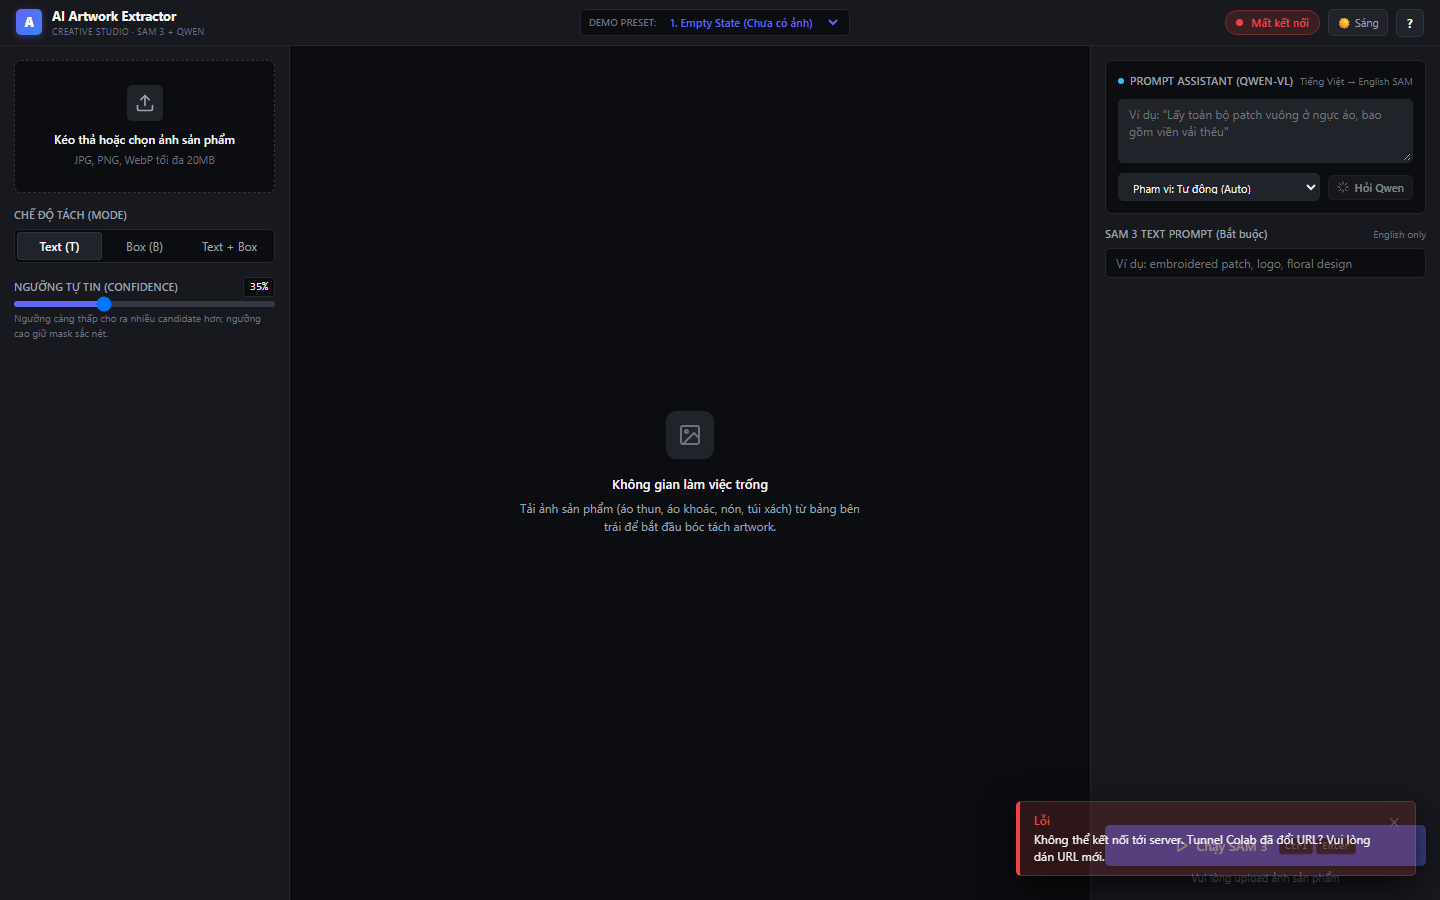 A
AI Artwork Extractor
CREATIVE STUDIO · SAM 3 + QWEN
DEMO PRESET:
1. Empty State (Chưa có ảnh)
Mất kết nối
Sáng
?
Kéo thả hoặc chọn ảnh sản phẩm
JPG, PNG, WebP tối đa 20MB
CHẾ ĐỘ TÁCH (MODE)
Text (T)
Box (B)
Text + Box
NGƯỠNG TỰ TIN (CONFIDENCE)
35%
Ngưỡng càng thấp cho ra nhiều candidate hơn; ngưỡng
cao giữ mask sắc nét.
Không gian làm việc trống
Tải ảnh sản phẩm (áo thun, áo khoác, nón, túi xách) từ bảng bên
trái để bắt đầu bóc tách artwork.
PROMPT ASSISTANT (QWEN-VL)
Tiếng Việt → English SAM
Ví dụ: "Lấy toàn bộ patch vuông ở ngực áo, bao
gồm viền vải thêu"
Phạm vi: Tự động (Auto)
Hỏi Qwen
SAM 3 TEXT PROMPT (Bắt buộc)
English only
Ví dụ: embroidered patch, logo, floral design
Lỗi
Không thể kết nối tới server. Tunnel Colab đã đổi URL? Vui lòng
dán URL mới.
Chạy SAM 3
Ctrl
Enter
Vui lòng upload ảnh sản phẩm